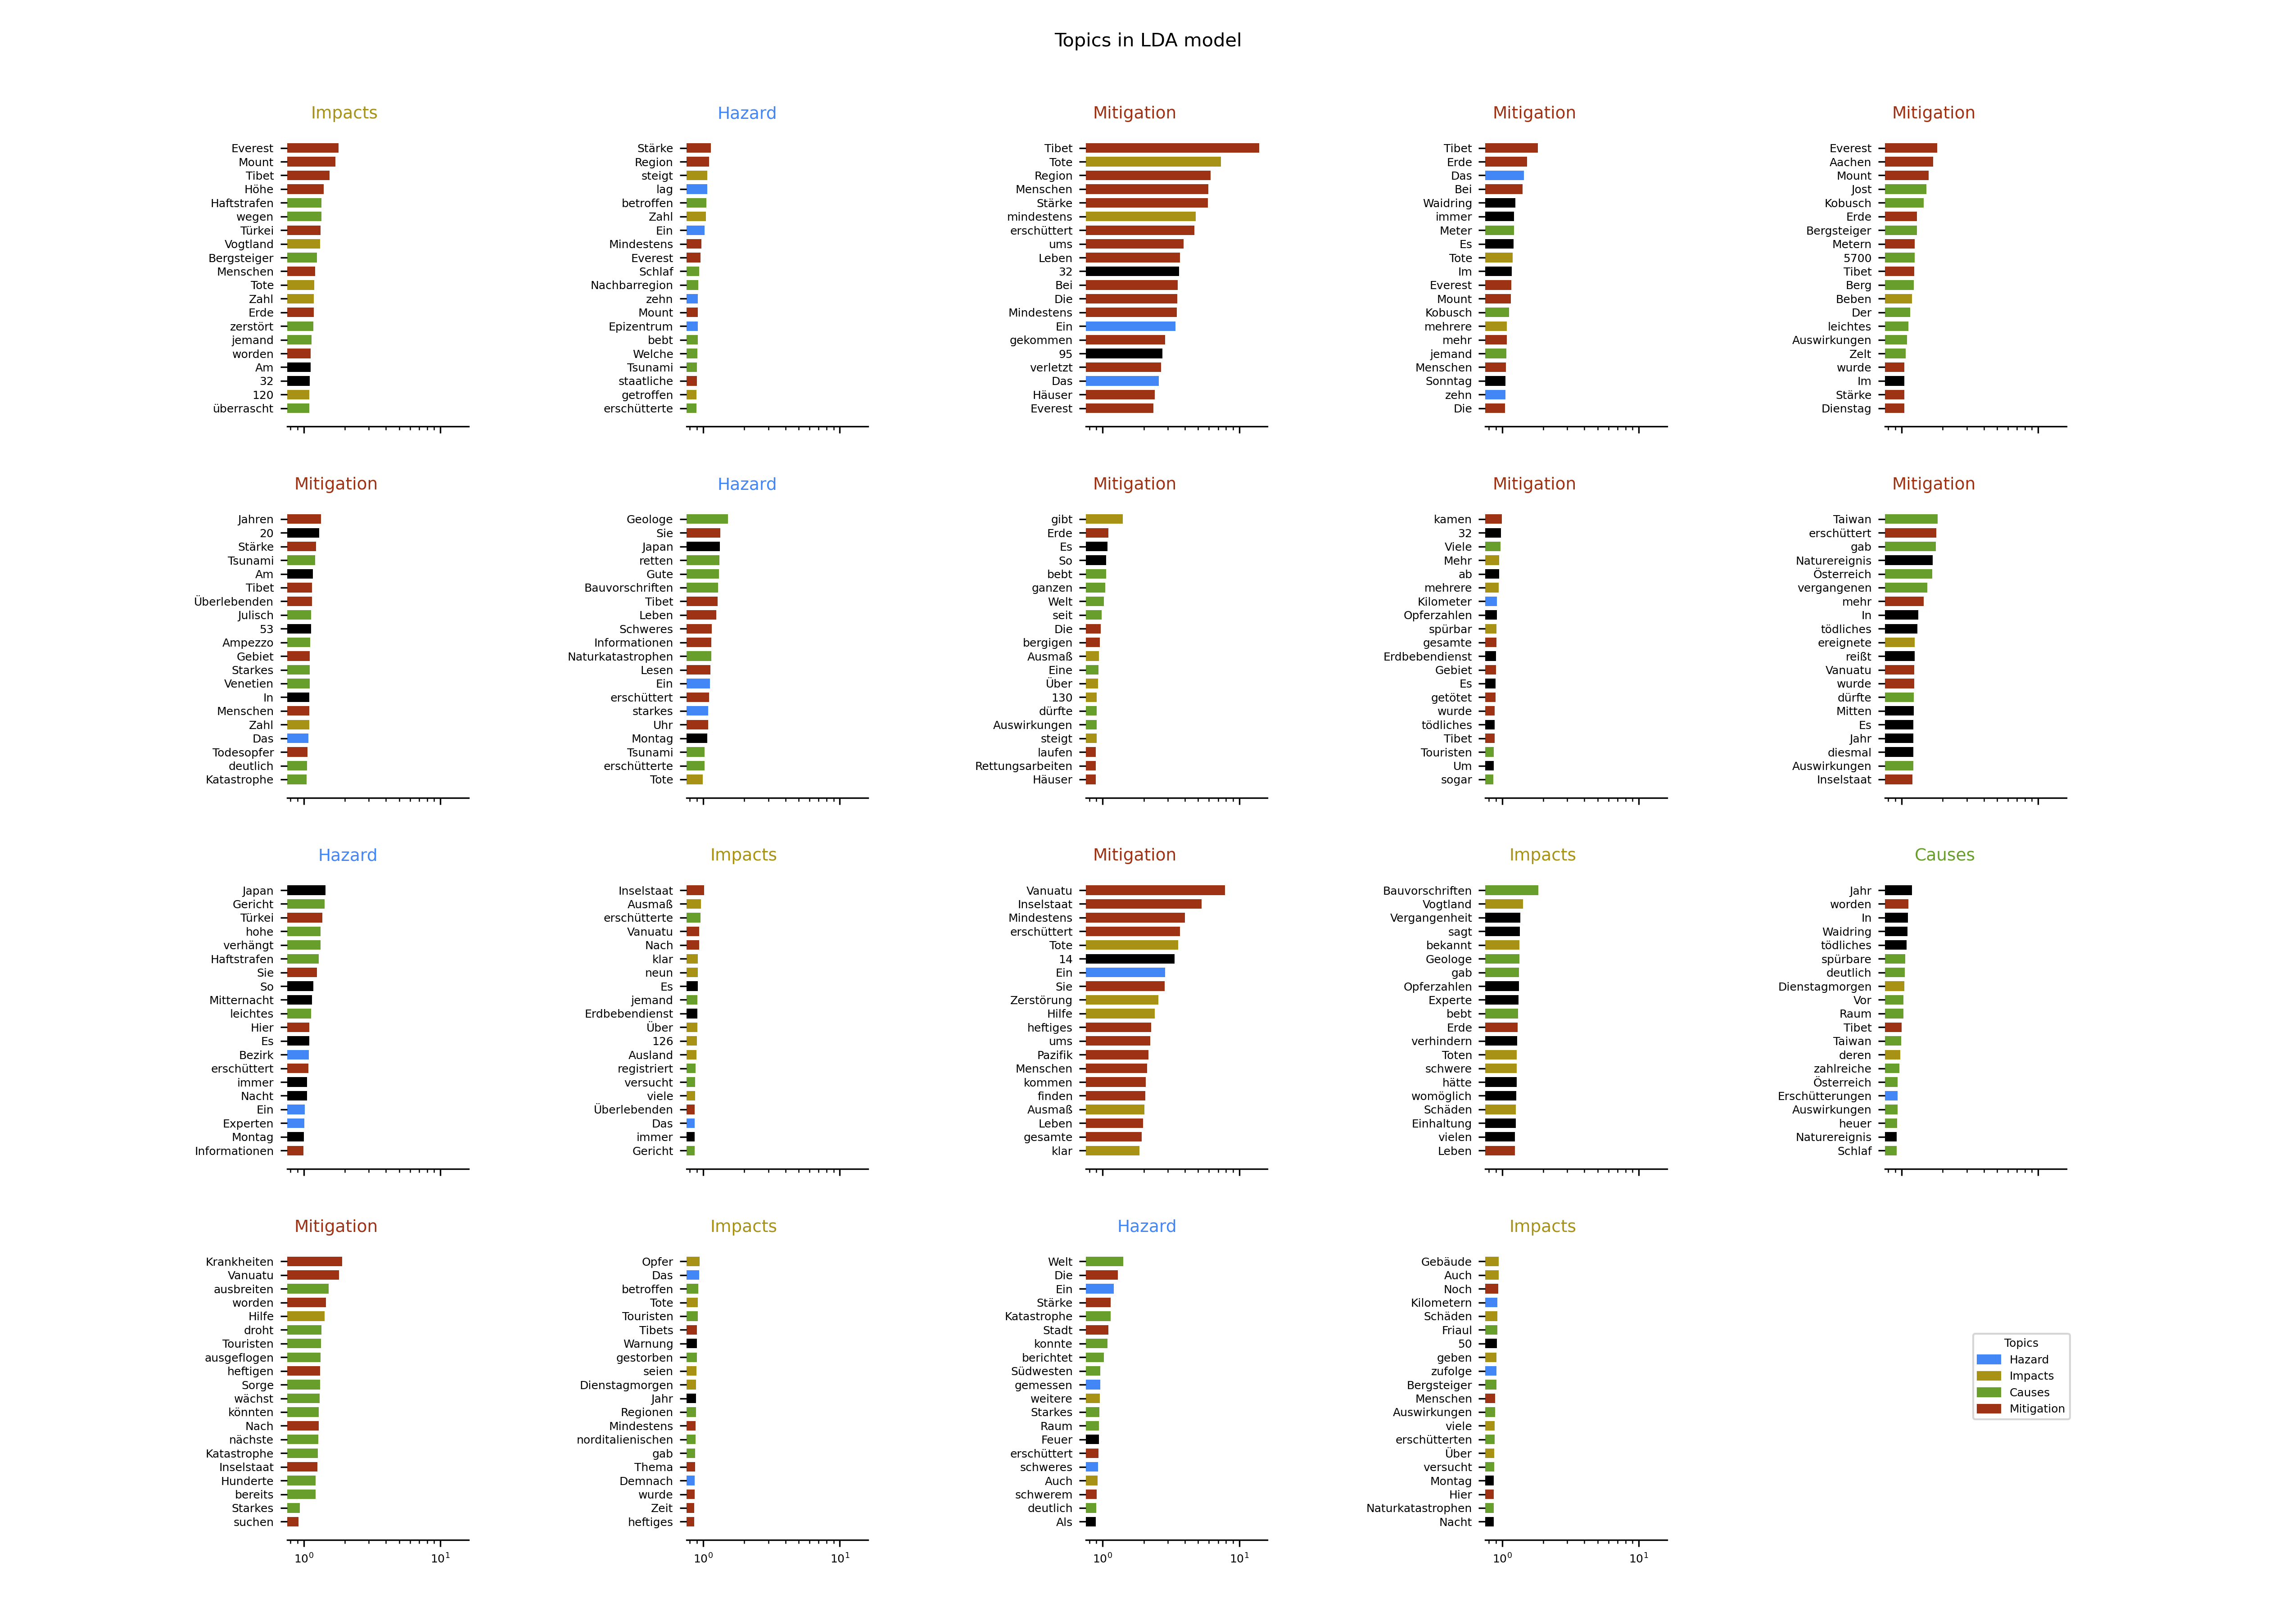 Topics in LDA model
Impacts
Everest
Mount
Tibet
Höhe
Haftstrafen
wegen
Türkei
Vogtland
Bergsteiger
Menschen
Tote
Zahl
Erde
zerstört
jemand
worden
Am
32
120
überrascht
Hazard
Stärke
Region
steigt
lag
betroffen
Zahl
Ein
Mindestens
Everest
Schlaf
Nachbarregion
zehn
Mount
Epizentrum
bebt
Welche
Tsunami
staatliche
getroffen
erschütterte
Mitigation
Tibet
Tote
Region
Menschen
Stärke
mindestens
erschüttert
ums
Leben
32
Bei
Die
Mindestens
Ein
gekommen
95
verletzt
Das
Häuser
Everest
Mitigation
Tibet
Erde
Das
Bei
Waidring
immer
Meter
Es
Tote
Im
Everest
Mount
Kobusch
mehrere
mehr
jemand
Menschen
Sonntag
zehn
Die
Mitigation
Everest
Aachen
Mount
Jost
Kobusch
Erde
Bergsteiger
Metern
5700
Tibet
Berg
Beben
Der
leichtes
Auswirkungen
Zelt
wurde
Im
Stärke
Dienstag
Mitigation
Jahren
20
Stärke
Tsunami
Am
Tibet
Überlebenden
Julisch
53
Ampezzo
Gebiet
Starkes
Venetien
In
Menschen
Zahl
Das
Todesopfer
deutlich
Katastrophe
Hazard
Geologe
Sie
Japan
retten
Gute
Bauvorschriften
Tibet
Leben
Schweres
Informationen
Naturkatastrophen
Lesen
Ein
erschüttert
starkes
Uhr
Montag
Tsunami
erschütterte
Tote
Mitigation
gibt
Erde
Es
So
bebt
ganzen
Welt
seit
Die
bergigen
Ausmaß
Eine
Über
130
dürfte
Auswirkungen
steigt
laufen
Rettungsarbeiten
Häuser
Mitigation
kamen
32
Viele
Mehr
ab
mehrere
Kilometer
Opferzahlen
spürbar
gesamte
Erdbebendienst
Gebiet
Es
getötet
wurde
tödliches
Tibet
Touristen
Um
sogar
Mitigation
Taiwan
erschüttert
gab
Naturereignis
Österreich
vergangenen
mehr
In
tödliches
ereignete
reißt
Vanuatu
wurde
dürfte
Mitten
Es
Jahr
diesmal
Auswirkungen
Inselstaat
Hazard
Japan
Gericht
Türkei
hohe
verhängt
Haftstrafen
Sie
So
Mitternacht
leichtes
Hier
Es
Bezirk
erschüttert
immer
Nacht
Ein
Experten
Montag
Informationen
Impacts
Inselstaat
Ausmaß
erschütterte
Vanuatu
Nach
klar
neun
Es
jemand
Erdbebendienst
Über
126
Ausland
registriert
versucht
viele
Überlebenden
Das
immer
Gericht
Mitigation
Vanuatu
Inselstaat
Mindestens
erschüttert
Tote
14
Ein
Sie
Zerstörung
Hilfe
heftiges
ums
Pazifik
Menschen
kommen
finden
Ausmaß
Leben
gesamte
klar
Impacts
Bauvorschriften
Vogtland
Vergangenheit
sagt
bekannt
Geologe
gab
Opferzahlen
Experte
bebt
Erde
verhindern
Toten
schwere
hätte
womöglich
Schäden
Einhaltung
vielen
Leben
Causes
Jahr
worden
In
Waidring
tödliches
spürbare
deutlich
Dienstagmorgen
Vor
Raum
Tibet
Taiwan
deren
zahlreiche
Österreich
Erschütterungen
Auswirkungen
heuer
Naturereignis
Schlaf
Mitigation
Krankheiten
Vanuatu
ausbreiten
worden
Hilfe
droht
Touristen
ausgeflogen
heftigen
Sorge
wächst
könnten
Nach
nächste
Katastrophe
Inselstaat
Hunderte
bereits
Starkes
suchen
10⁰ 10¹
Impacts
Opfer
Das
betroffen
Tote
Touristen
Tibets
Warnung
gestorben
seien
Dienstagmorgen
Jahr
Regionen
Mindestens
norditalienischen
gab
Thema
Demnach
wurde
Zeit
heftiges
10⁰ 10¹
Hazard
Welt
Die
Ein
Stärke
Katastrophe
Stadt
konnte
berichtet
Südwesten
gemessen
weitere
Starkes
Raum
Feuer
erschüttert
schweres
Auch
schwerem
deutlich
Als
10⁰ 10¹
Impacts
Gebäude
Auch
Noch
Kilometern
Schäden
Friaul
50
geben
zufolge
Bergsteiger
Menschen
Auswirkungen
viele
erschütterten
Über
versucht
Montag
Hier
Naturkatastrophen
Nacht
10⁰ 10¹
Topics
Hazard
Impacts
Causes
Mitigation